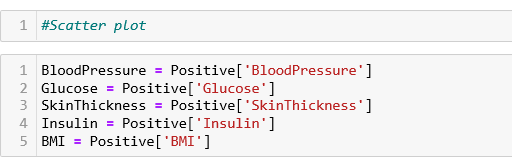 1 #Scatter plot
1 BloodPressure = Positive['BloodPressure']
2 Glucose = Positive['Glucose']
3 SkinThickness = Positive['SkinThickness']
4 Insulin = Positive['Insulin']
5 BMI = Positive['BMI']